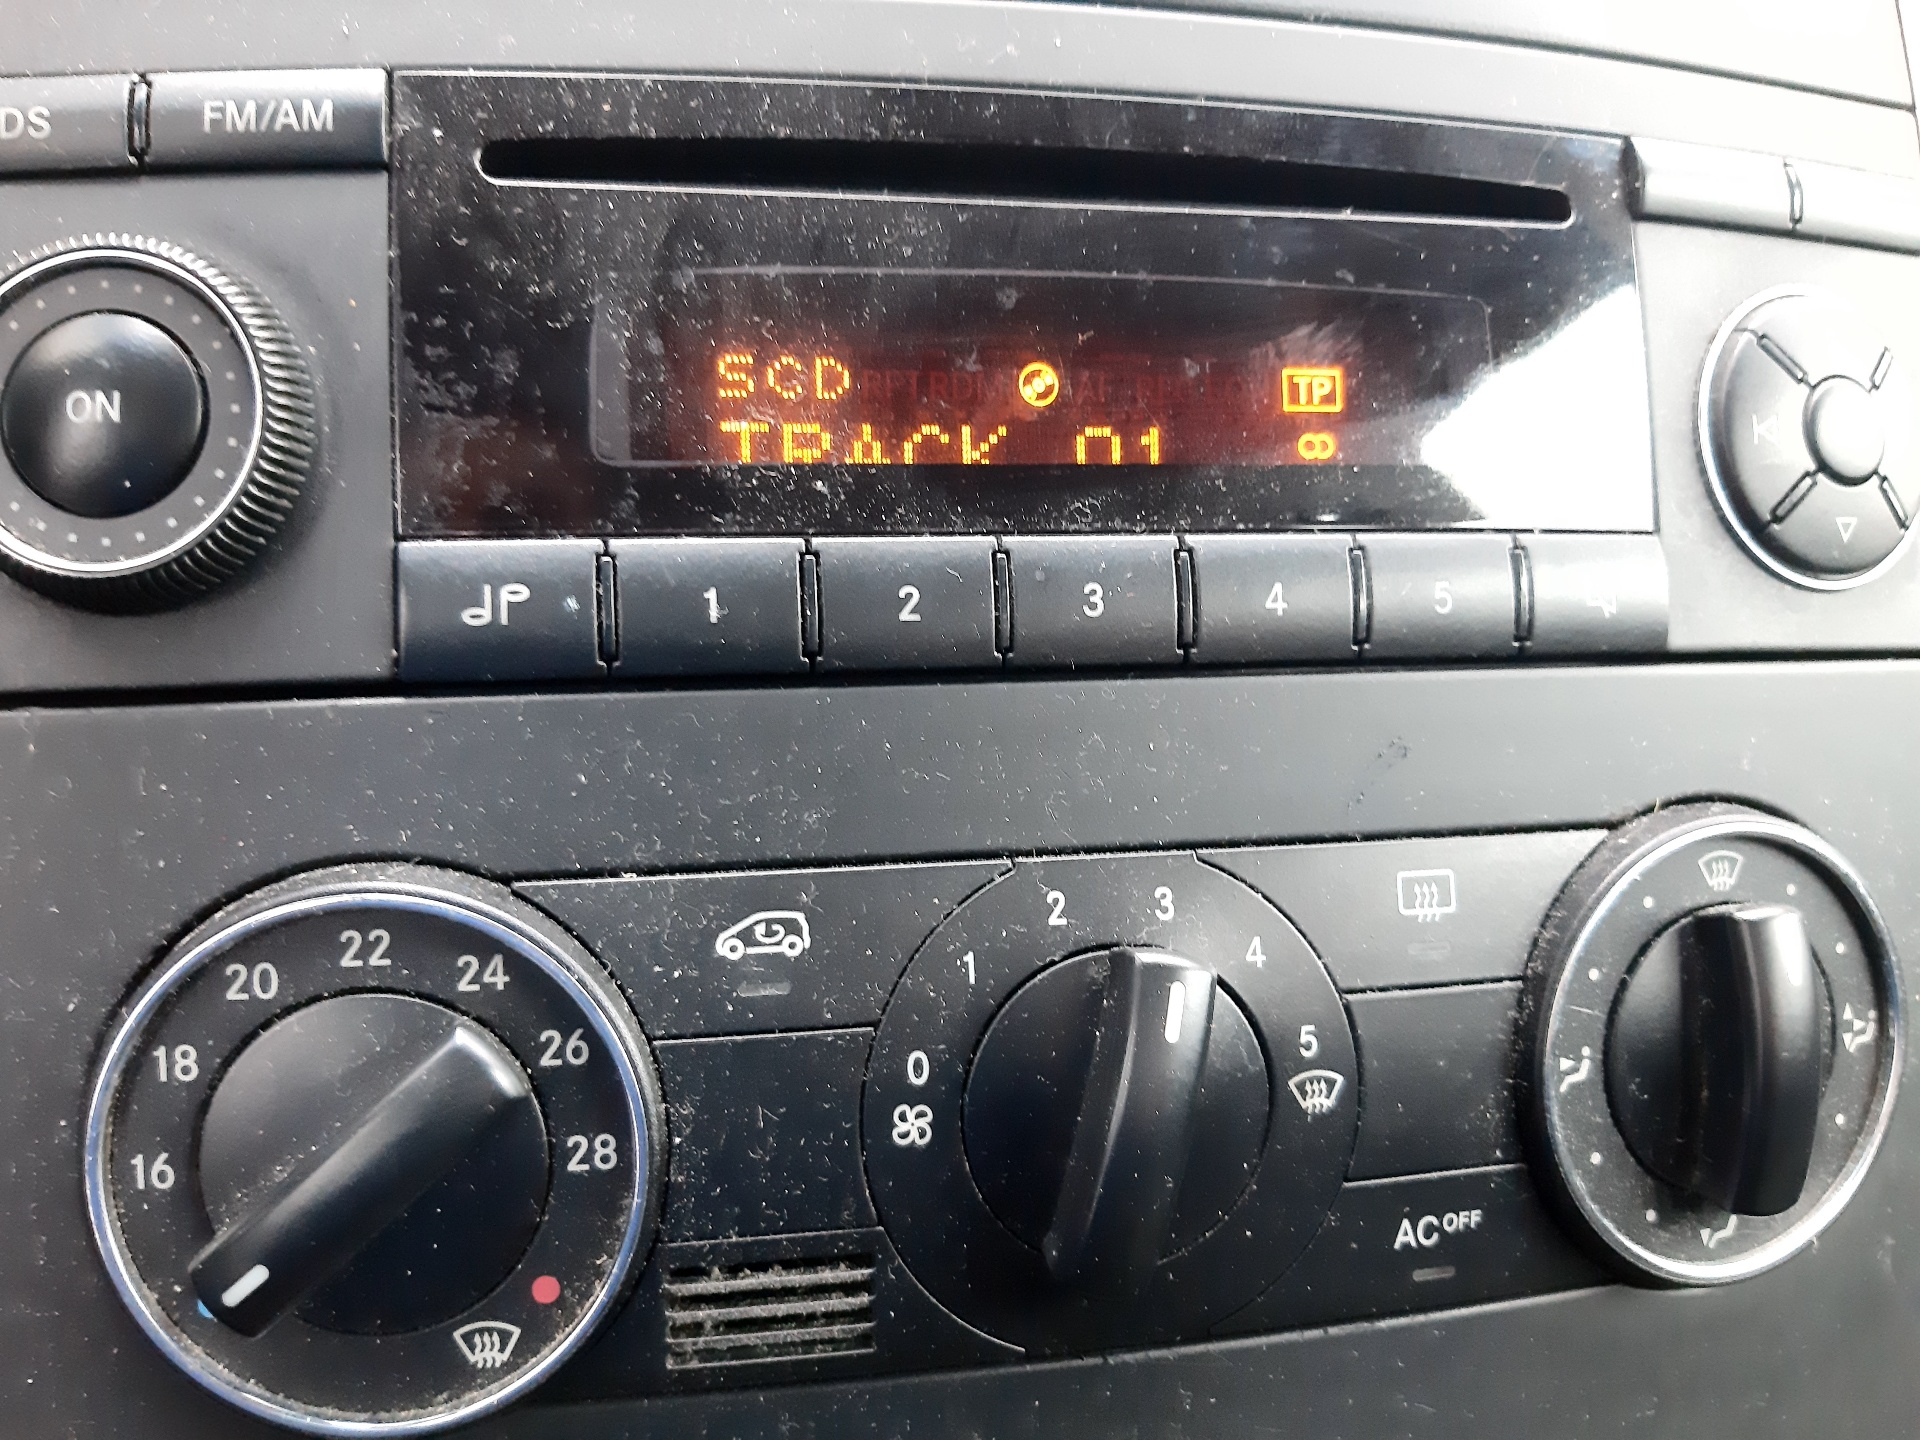 DS FM/AM
ON
SCD TP
TRACK 01 8
1 2 3 4 5
16 18 20 22 24 26 28
0 1 2 3 4 5
AC OFF